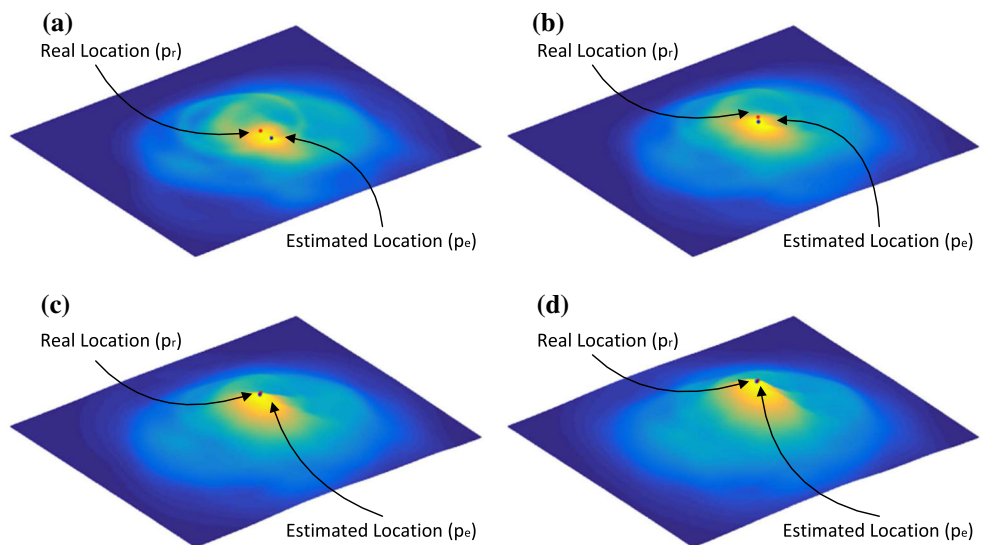 (a)
Real Location (pr)
Estimated Location (pe)
(b)
Real Location (pr)
Estimated Location (pe)
(c)
Real Location (pr)
Estimated Location (pe)
(d)
Real Location (pr)
Estimated Location (pe)